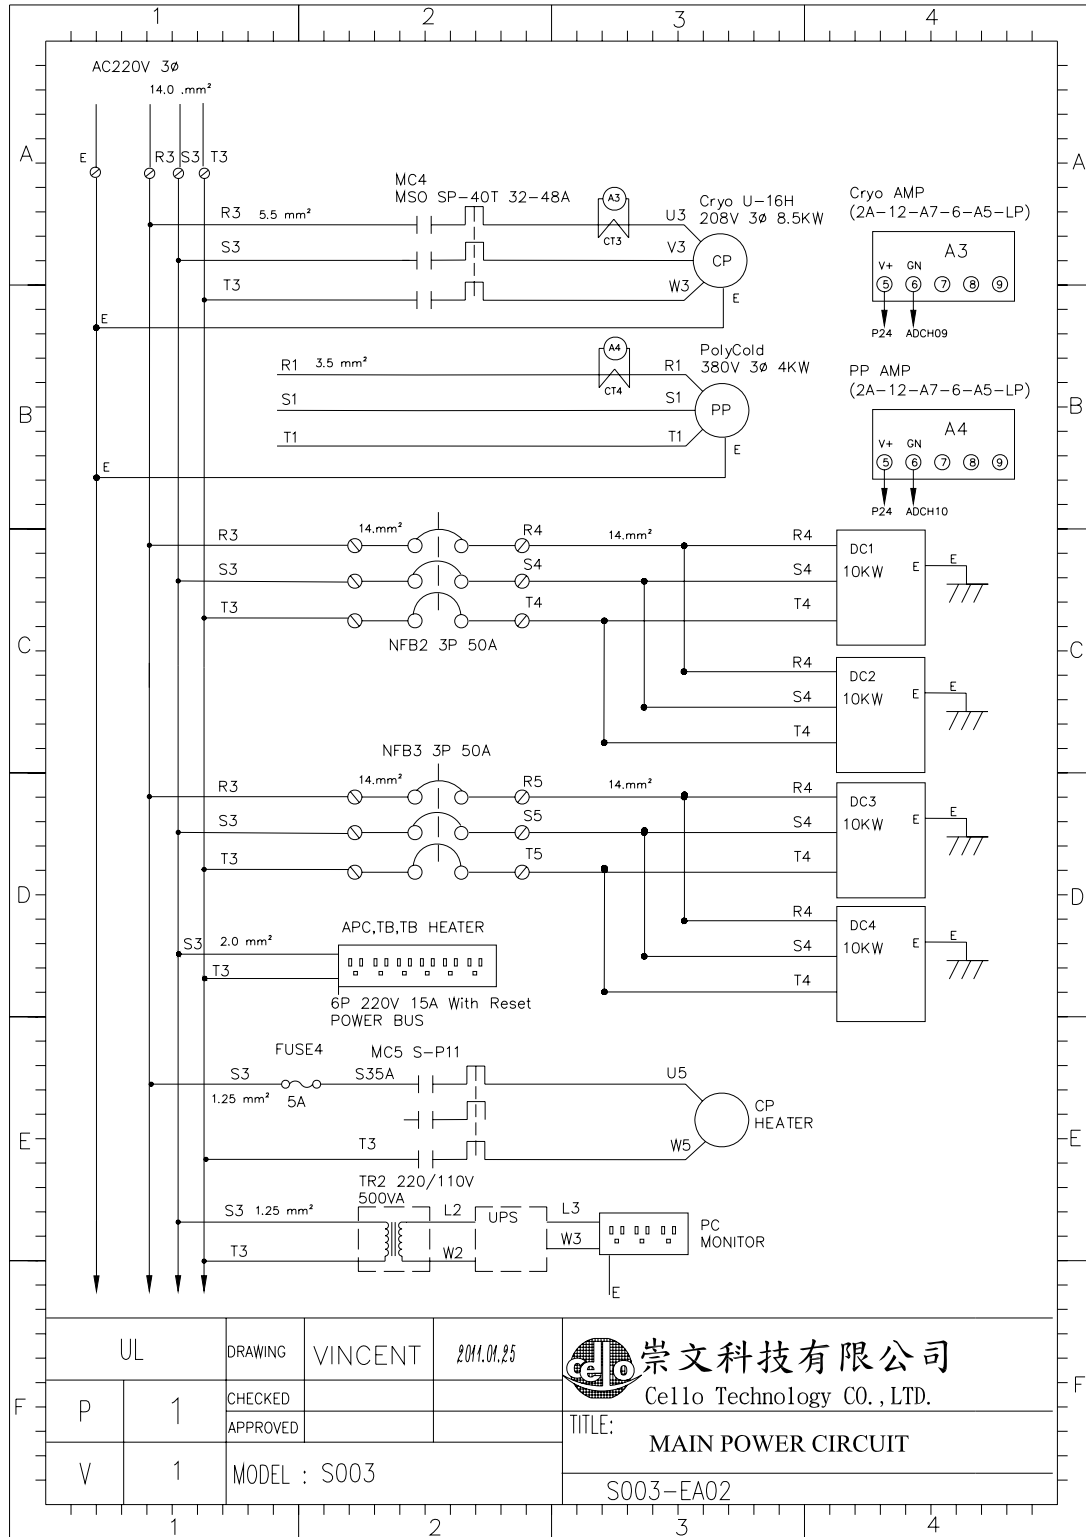 1 2 3 4
AC220V 3ø
14.0 .mm²
A A
E R3 S3 T3
MC4
MSO SP-40T 32-48A
R3 5.5 mm²
A3
CT3
U3
Cryo U-16H
208V 3ø 8.5KW
S3
V3
CP
T3
W3
E
E
Cryo AMP
(2A-12-A7-6-A5-LP)
A3
V+ GN
5 6 7 8 9
P24 ADCH09
R1 3.5 mm²
A4
CT4
R1
PolyCold
380V 3ø 4KW
S1
S1
PP
T1
T1
E
E
PP AMP
(2A-12-A7-6-A5-LP)
B B
A4
V+ GN
5 6 7 8 9
P24 ADCH10
R3 14.mm² R4 14.mm² R4
S3 S4 S4
T3 T4 T4
NFB2 3P 50A
DC1
10KW E E
C C
R4
S4
T4
DC2
10KW E E
NFB3 3P 50A
R3 14.mm² R5 14.mm² R4
S3 S5 S4
T3 T5 T4
DC3
10KW E E
D D
R4
S4
T4
DC4
10KW E E
APC,TB,TB HEATER
S3 2.0 mm²
T3
6P 220V 15A With Reset
POWER BUS
FUSE4 MC5 S-P11
S3 S35A U5
1.25 mm² 5A
CP
HEATER
E E
T3 W5
TR2 220/110V
500VA
S3 1.25 mm² L2 UPS L3
PC
MONITOR
T3 W2 W3
E
UL
DRAWING VINCENT 2011.01.25
cello
崇文科技有限公司
Cello Technology CO.,LTD.
F F
P 1
CHECKED
APPROVED
TITLE:
MAIN POWER CIRCUIT
V 1
MODEL : S003
S003-EA02
1 2 3 4